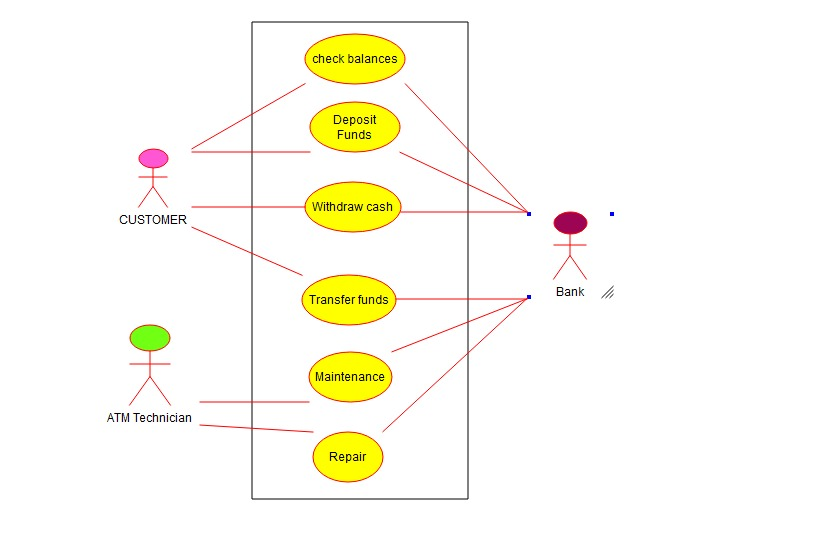 check balances
Deposit
Funds
CUSTOMER
Withdraw cash
Bank
Transfer funds
Maintenance
ATM Technician
Repair